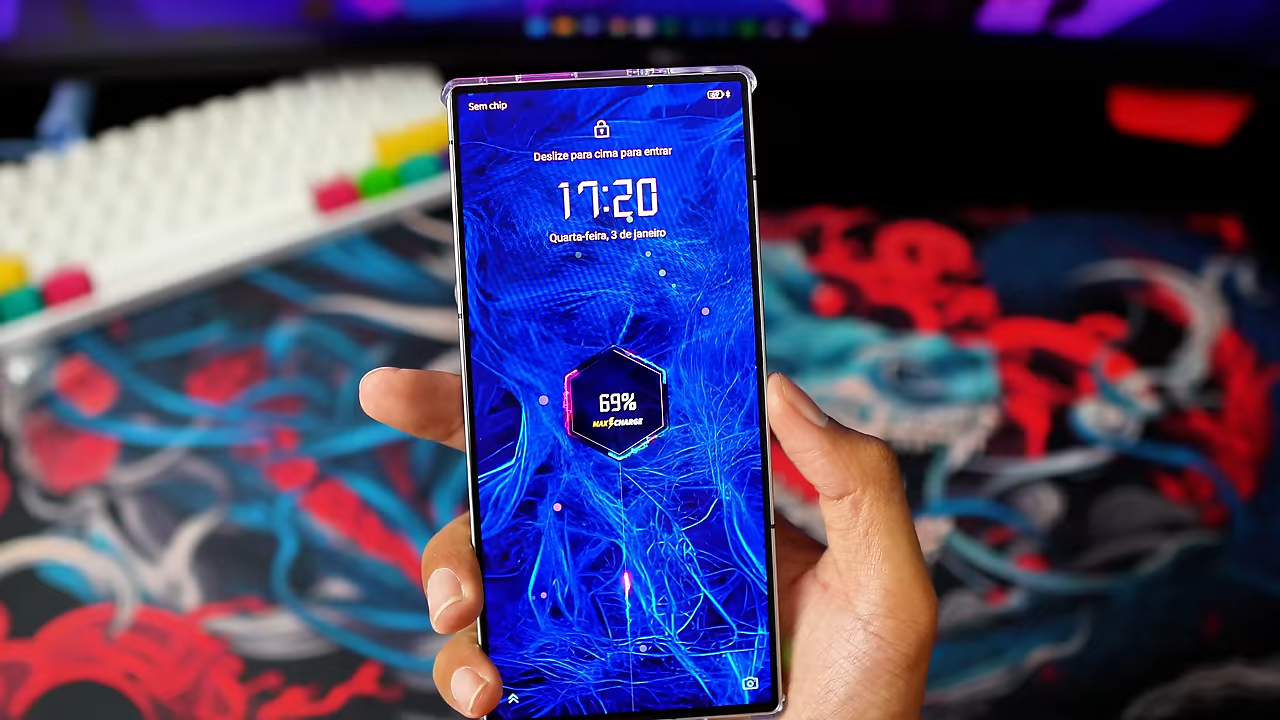 Sem chip
Deslize para cima para entrar
17:20
Quarta-feira, 3 de janeiro
69%
MAX CHARGE